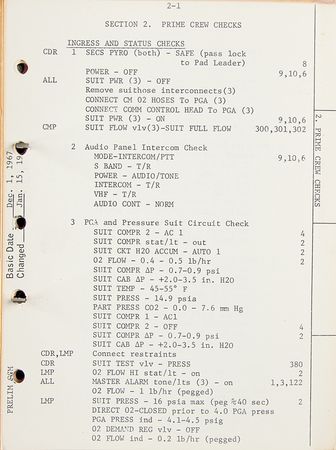 2-1
SECTION 2. PRIME CREW CHECKS
INGRESS AND STATUS CHECKS
CDR 1 SECS PYRO (both) - SAFE (pass lock
to Pad Leader) 8
POWER - OFF 9,10,6
ALL SUIT PWR (3) - OFF
Remove suithose interconnects(3)
CONNECT CM O2 HOSES To PGA (3)
CONNECT COMM CONTROL HEAD To PGA (3)
SUIT PWR (3) - ON 9,10,6
CMP SUIT FLOW vlv(3)-SUIT FULL FLOW 300,301,302
2 Audio Panel Intercom Check
MODE-INTERCOM/PTT 9,10,6
S BAND - T/R
POWER - AUDIO/TONE
INTERCOM - T/R
VHF - T/R
AUDIO CONT - NORM
3 PGA and Pressure Suit Circuit Check
SUIT COMPR 2 - AC 1 4
SUIT COMPR stat/lt - out 2
SUIT CKT H2O ACCUM - AUTO 1 2
O2 FLOW - 0.4 - 0.5 lb/hr 2
SUIT COMPR ΔP - 0.7-0.9 psi
SUIT CAB ΔP - +2.0-3.5 in. H2O
SUIT TEMP - 45-55° F
SUIT PRESS - 14.9 psia
PART PRESS CO2 - 0.0 - 7.6 mm Hg
SUIT COMPR 1 - AC1
SUIT COMPR 2 - OFF 4
SUIT COMPR ΔP - 0.7-0.9 psi 2
SUIT CAB ΔP - +2.0-3.5 in. H2O
CDR,LMP Connect restraints
CDR SUIT TEST vlv - PRESS 380
LMP O2 FLOW HI stat/lt - on 2
ALL MASTER ALARM tone/lts (3) - on 1,3,122
O2 FLOW - 1 lb/hr (pegged)
LMP SUIT PRESS - 16 psia max (peg ≈40 sec) 2
DIRECT O2-CLOSED prior to 4.0 PGA press
PGA PRESS ind - 4.1-4.5 psig
O2 DEMAND REG vlv - OFF
O2 FLOW ind - 0.2 lb/hr (pegged)
2. PRIME CREW CHECKS
Basic Date Dec. 1, 1967
Changed Jan. 15, 19
PRELIM